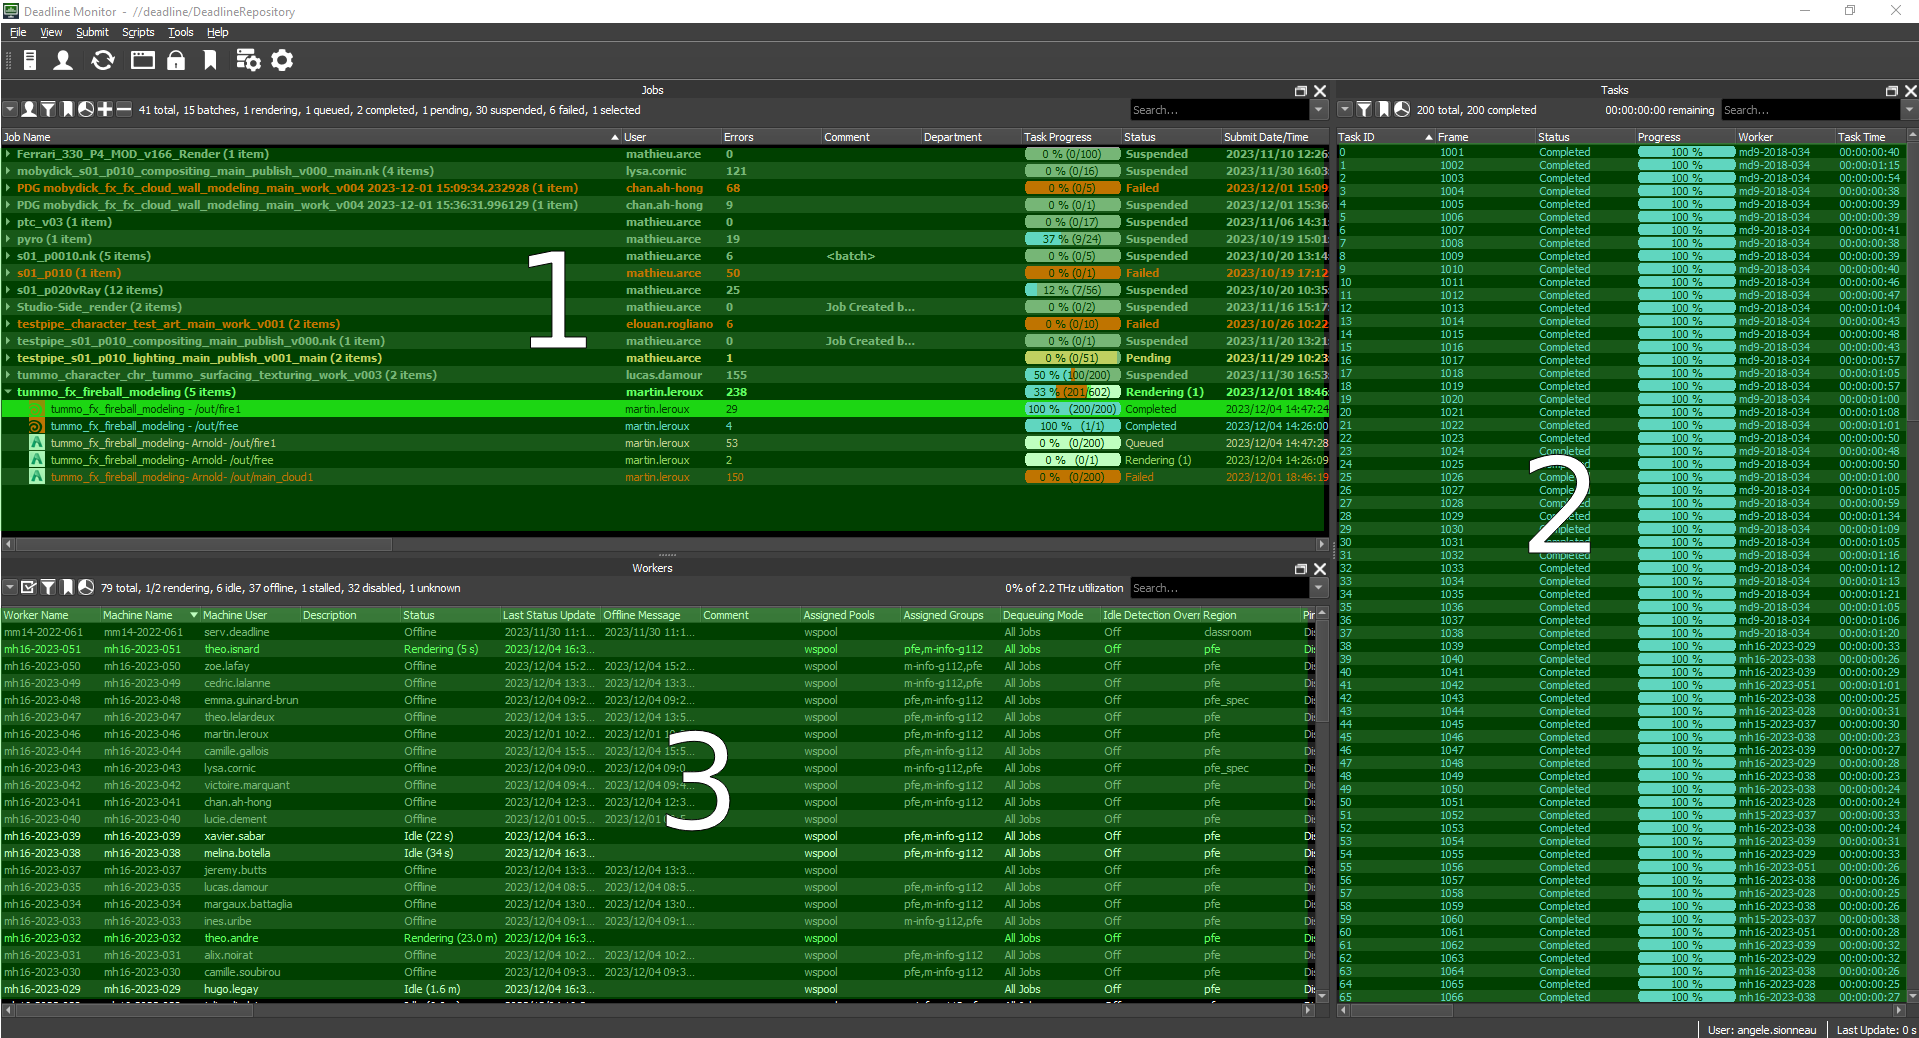 Deadline Monitor - //deadline/DeadlineRepository
File View Submit Scripts Tools Help
Jobs
41 total, 15 batches, 1 rendering, 1 queued, 2 completed, 1 pending, 30 suspended, 6 failed, 1 selected Search...
Job Name User Errors Comment Department Task Progress Status Submit Date/Time
Ferrari_330_P4_MOD_v166_Render (1 item) mathieu.arce 0 0 % (0/100) Suspended 2023/11/10 12:26
mobydick_s01_p010_compositing_main_publish_v000_main.nk (4 items) lysa.cornic 121 0 % (0/16) Suspended 2023/11/30 16:03
PDG mobydick_fx_fx_cloud_wall_modeling_main_work_v004 2023-12-01 15:09:34.232928 (1 item) chan.ah-hong 68 0 % (0/5) Failed 2023/12/01 15:09
PDG mobydick_fx_fx_cloud_wall_modeling_main_work_v004 2023-12-01 15:36:31.996129 (1 item) chan.ah-hong 9 0 % (0/1) Suspended 2023/12/01 15:36
ptc_v03 (1 item) mathieu.arce 0 0 % (0/17) Suspended 2023/11/06 14:31
pyro (1 item) mathieu.arce 19 37 % (9/24) Suspended 2023/10/19 15:01
s01_p0010.nk (5 items) mathieu.arce 6 <batch> 0 % (0/5) Suspended 2023/10/20 13:14
s01_p010 (1 item) mathieu.arce 50 0 % (0/1) Failed 2023/10/19 17:12
s01_p020vRay (12 items) mathieu.arce 25 12 % (7/56) Suspended 2023/10/20 10:35
Studio-Side_render (2 items) mathieu.arce 0 Job Created b... 0 % (0/2) Suspended 2023/11/16 15:17
testpipe_character_test_art_main_work_v001 (2 items) elouan.rogliano 6 0 % (0/10) Failed 2023/10/26 10:22
testpipe_s01_p010_compositing_main_publish_v000.nk (1 item) mathieu.arce 0 Job Created b... 0 % (0/1) Suspended 2023/11/20 13:21
testpipe_s01_p010_lighting_main_publish_v001_main (2 items) mathieu.arce 1 0 % (0/51) Pending 2023/11/29 10:23
tummo_character_chr_tummo_surfacing_texturing_work_v003 (2 items) lucas.damour 155 50 % (100/200) Suspended 2023/11/30 16:53
tummo_fx_fireball_modeling (5 items) martin.leroux 238 33 % (201/602) Rendering (1) 2023/12/01 18:46
tummo_fx_fireball_modeling - /out/fire1 martin.leroux 29 100 % (200/200) Completed 2023/12/04 14:47:24
tummo_fx_fireball_modeling - /out/free martin.leroux 4 100 % (1/1) Completed 2023/12/04 14:26:00
tummo_fx_fireball_modeling- Arnold- /out/fire1 martin.leroux 53 0 % (0/200) Queued 2023/12/04 14:47:28
tummo_fx_fireball_modeling- Arnold- /out/free martin.leroux 2 0 % (0/1) Rendering (1) 2023/12/04 14:26:09
tummo_fx_fireball_modeling- Arnold- /out/main_cloud1 martin.leroux 150 0 % (0/200) Failed 2023/12/01 18:46:19
1
Workers
79 total, 1/2 rendering, 6 idle, 37 offline, 1 stalled, 32 disabled, 1 unknown 0% of 2.2 THz utilization Search...
Worker Name Machine Name Machine User Description Status Last Status Update Offline Message Comment Assigned Pools Assigned Groups Dequeuing Mode Idle Detection Overr Region Pir
mm14-2022-061 mm14-2022-061 serv.deadline Offline 2023/11/30 11:1... 2023/11/30 11:1... wspool All Jobs Off classroom Di
mh16-2023-051 mh16-2023-051 theo.isnard Rendering (5 s) 2023/12/04 16:3... wspool pfe,m-info-g112 All Jobs Off pfe Di
mh16-2023-050 mh16-2023-050 zoe.lafay Offline 2023/12/04 15:2... 2023/12/04 15:2... wspool m-info-g112,pfe All Jobs Off pfe Di
mh16-2023-049 mh16-2023-049 cedric.lalanne Offline 2023/12/04 13:5... 2023/12/04 13:5... wspool m-info-g112,pfe All Jobs Off pfe Di
mh16-2023-048 mh16-2023-048 emma.guinard-brun Offline 2023/12/04 09:2... 2023/12/04 09:2... wspool pfe,m-info-g112 All Jobs Off pfe_spec Di
mh16-2023-047 mh16-2023-047 theo.lelardeux Offline 2023/12/04 13:5... 2023/12/04 13:5... wspool pfe,m-info-g112 All Jobs Off pfe Di
mh16-2023-046 mh16-2023-046 martin.leroux Offline 2023/12/01 10:2... 2023/12/01 wspool pfe,m-info-g112 All Jobs Off pfe Di
mh16-2023-044 mh16-2023-044 camille.gallois Offline 2023/12/04 15:5... 2023/12/04 15:5... wspool pfe,m-info-g112 All Jobs Off pfe Di
mh16-2023-043 mh16-2023-043 lysa.cornic Offline 2023/12/04 09:0... 2023/12/04 09:0 wspool m-info-g112,pfe All Jobs Off pfe_spec Di
mh16-2023-042 mh16-2023-042 victoire.marquant Offline 2023/12/04 09:4... 2023/12/04 09:4... wspool pfe,m-info-g112 All Jobs Off pfe Di
mh16-2023-041 mh16-2023-041 chan.ah-hong Offline 2023/12/04 12:3... 2023/12/04 12:3... wspool pfe,m-info-g112 All Jobs Off pfe Di
mh16-2023-040 mh16-2023-040 lucie.clement Offline 2023/12/01 00:5... 2023/12/01 wspool pfe,m-info-g112 All Jobs Off pfe Di
mh16-2023-039 mh16-2023-039 xavier.sabar Idle (22 s) 2023/12/04 16:3... wspool pfe,m-info-g112 All Jobs Off pfe Di
mh16-2023-038 mh16-2023-038 melina.botella Idle (34 s) 2023/12/04 16:3... wspool pfe,m-info-g112 All Jobs Off pfe Di
mh16-2023-037 mh16-2023-037 jeremy.butts Offline 2023/12/04 13:3... 2023/12/04 13:3... wspool All Jobs Off pfe Di
mh16-2023-035 mh16-2023-035 lucas.damour Offline 2023/12/04 08:5... 2023/12/04 08:5... wspool pfe,m-info-g112 All Jobs Off pfe Di
mh16-2023-034 mh16-2023-034 margaux.battaglia Offline 2023/12/04 13:0... 2023/12/04 13:0... wspool pfe,m-info-g112 All Jobs Off pfe Di
mh16-2023-033 mh16-2023-033 ines.uribe Offline 2023/12/04 09:1... 2023/12/04 09:1... wspool m-info-g112,pfe All Jobs Off pfe Di
mh16-2023-032 mh16-2023-032 theo.andre Rendering (23.0 m) 2023/12/04 16:3... wspool All Jobs Off pfe Di
mh16-2023-031 mh16-2023-031 alix.noirat Offline 2023/12/04 10:2... 2023/12/04 10:2... wspool pfe,m-info-g112 All Jobs Off pfe Di
mh16-2023-030 mh16-2023-030 camille.soubirou Offline 2023/12/04 09:3... 2023/12/04 09:3... wspool pfe,m-info-g112 All Jobs Off pfe Di
mh16-2023-029 mh16-2023-029 hugo.legay Idle (1.6 m) 2023/12/04 16:3... wspool All Jobs Off pfe Di
3
Tasks
200 total, 200 completed 00:00:00:00 remaining Search...
Task ID Frame Status Progress Worker Task Time
0 1001 Completed 100 % md9-2018-034 00:00:00:40
1 1002 Completed 100 % md9-2018-034 00:00:01:15
2 1003 Completed 100 % md9-2018-034 00:00:00:54
3 1004 Completed 100 % md9-2018-034 00:00:00:38
4 1005 Completed 100 % md9-2018-034 00:00:00:39
5 1006 Completed 100 % md9-2018-034 00:00:00:39
6 1007 Completed 100 % md9-2018-034 00:00:00:41
7 1008 Completed 100 % md9-2018-034 00:00:00:38
8 1009 Completed 100 % md9-2018-034 00:00:00:39
9 1010 Completed 100 % md9-2018-034 00:00:00:40
10 1011 Completed 100 % md9-2018-034 00:00:00:46
11 1012 Completed 100 % md9-2018-034 00:00:00:47
12 1013 Completed 100 % md9-2018-034 00:00:01:04
13 1014 Completed 100 % md9-2018-034 00:00:00:43
14 1015 Completed 100 % md9-2018-034 00:00:00:48
15 1016 Completed 100 % md9-2018-034 00:00:00:43
16 1017 Completed 100 % md9-2018-034 00:00:00:57
17 1018 Completed 100 % md9-2018-034 00:00:01:05
18 1019 Completed 100 % md9-2018-034 00:00:00:57
19 1020 Completed 100 % md9-2018-034 00:00:01:00
20 1021 Completed 100 % md9-2018-034 00:00:01:08
21 1022 Completed 100 % md9-2018-034 00:00:01:01
22 1023 Completed 100 % md9-2018-034 00:00:00:50
23 1024 Completed 100 % md9-2018-034 00:00:00:48
24 1025 Completed 100 % md9-2018-034 00:00:00:50
25 1026 Completed 100 % md9-2018-034 00:00:01:00
26 1027 Completed 100 % md9-2018-034 00:00:01:05
27 1028 Completed 100 % md9-2018-034 00:00:00:59
28 1029 Completed 100 % md9-2018-034 00:00:01:34
29 1030 Completed 100 % md9-2018-034 00:00:01:09
30 1031 Completed 100 % md9-2018-034 00:00:01:05
31 1032 Completed 100 % md9-2018-034 00:00:01:16
32 1033 Completed 100 % md9-2018-034 00:00:01:12
33 1034 Completed 100 % md9-2018-034 00:00:01:13
34 1035 Completed 100 % md9-2018-034 00:00:01:21
35 1036 Completed 100 % md9-2018-034 00:00:01:05
36 1037 Completed 100 % md9-2018-034 00:00:01:06
37 1038 Completed 100 % md9-2018-034 00:00:01:20
38 1039 Completed 100 % mh16-2023-029 00:00:00:33
39 1040 Completed 100 % mh16-2023-038 00:00:00:26
40 1041 Completed 100 % mh16-2023-039 00:00:00:29
41 1042 Completed 100 % mh16-2023-051 00:00:01:01
42 1043 Completed 100 % mh16-2023-038 00:00:00:25
43 1044 Completed 100 % mh16-2023-028 00:00:00:31
44 1045 Completed 100 % mh15-2023-037 00:00:00:30
45 1046 Completed 100 % mh16-2023-038 00:00:00:23
46 1047 Completed 100 % mh16-2023-039 00:00:00:27
47 1048 Completed 100 % mh16-2023-029 00:00:00:28
48 1049 Completed 100 % mh16-2023-038 00:00:00:23
49 1050 Completed 100 % mh16-2023-038 00:00:00:24
50 1051 Completed 100 % mh16-2023-028 00:00:00:24
51 1052 Completed 100 % mh15-2023-037 00:00:00:33
52 1053 Completed 100 % mh16-2023-038 00:00:00:24
53 1054 Completed 100 % mh16-2023-039 00:00:00:31
54 1055 Completed 100 % mh16-2023-029 00:00:00:33
55 1056 Completed 100 % mh16-2023-051 00:00:00:26
56 1057 Completed 100 % mh16-2023-038 00:00:00:26
57 1058 Completed 100 % mh16-2023-028 00:00:00:25
58 1059 Completed 100 % mh16-2023-038 00:00:00:26
59 1060 Completed 100 % mh15-2023-037 00:00:00:38
60 1061 Completed 100 % mh16-2023-051 00:00:00:28
61 1062 Completed 100 % mh16-2023-039 00:00:00:32
62 1063 Completed 100 % mh16-2023-029 00:00:00:32
63 1064 Completed 100 % mh16-2023-038 00:00:00:26
64 1065 Completed 100 % mh16-2023-028 00:00:00:25
65 1066 Completed 100 % mh16-2023-038 00:00:00:27
2
User: angele.sionneau Last Update: 0 s